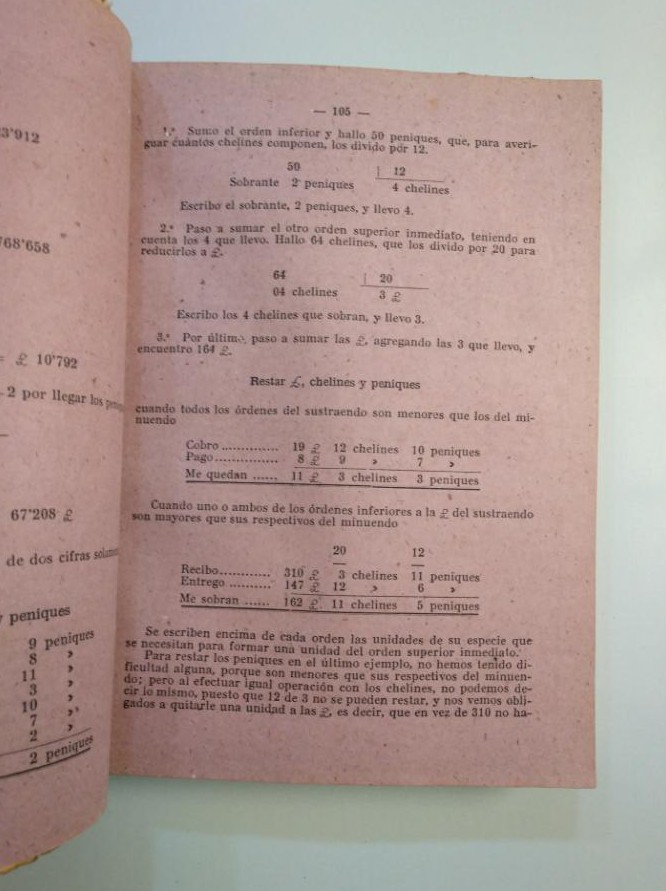 3'912
768'658
= £ 10'792
2 por llegar los
67'208 £
de dos cifras
y peniques
9 peniques
8 »
11 »
3 »
10 »
7 »
2 »
2 peniques
— 105 —
1.ª Sumo el orden inferior y hallo 50 peniques, que, para averi-
guar cuántos chelines componen, los divido por 12.
50 | 12
Sobrante 2 peniques 4 chelines
Escribo el sobrante, 2 peniques, y llevo 4.
2.º Paso a sumar el otro orden superior inmediato, teniendo en
cuenta los 4 que llevo. Hallo 64 chelines, que los divido por 20 para
reducirlos a £.
64 | 20
04 chelines 3 £
Escribo los 4 chelines que sobran, y llevo 3.
3.º Por último, paso a sumar las £, agregando las 3 que llevo, y
encuentro 164 £.
Restar £, chelines y peniques
cuando todos los órdenes del sustraendo son menores que los del mi-
nuendo
Cobro ............. 19 £ 12 chelines 10 peniques
Pago............... 8 £ 9 » 7 »
Me quedan ...... 11 £ 3 chelines 3 peniques
Cuando uno o ambos de los órdenes inferiores a la £ del sustraendo
son mayores que sus respectivos del minuendo
20 12
Recibo............ 310 £ 3 chelines 11 peniques
Entrego .......... 147 £ 12 » 6 »
Me sobran ...... 162 £ 11 chelines 5 peniques
Se escriben encima de cada orden las unidades de su especie que
se necesitan para formar una unidad del orden superior inmediato.
Para restar los peniques en el último ejemplo, no hemos tenido di-
ficultad alguna, porque son menores que sus respectivos del minuen-
do; pero al efectuar igual operación con los chelines, no podemos de-
cir lo mismo, puesto que 12 de 3 no se pueden restar, y nos vemos obli-
gados a quitarle una unidad a las £, es decir, que en vez de 310 no ha-